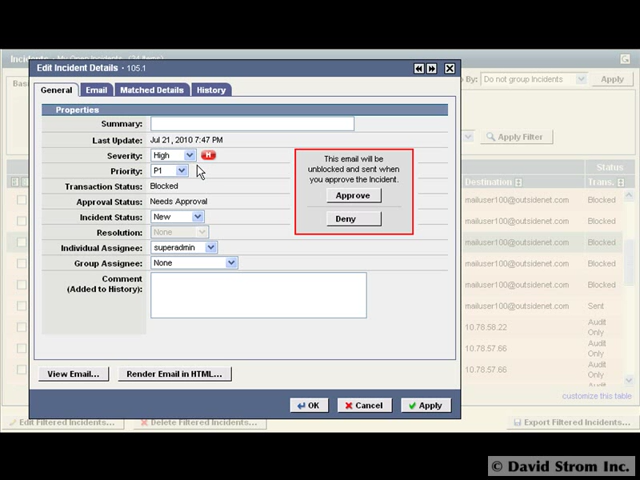 Edit Incident Details - 105.1
By: Do not group Incidents Apply
General Email Matched Details History
Properties
Summary:
Last Update: Jul 21, 2010 7:47 PM
Severity: High H
Priority: P1
Transaction Status: Blocked
Approval Status: Needs Approval
Incident Status: New
Resolution: None
Individual Assignee: superadmin
Group Assignee: None
Comment
(Added to History):
This email will be
unblocked and sent when
you approve the Incident.
Approve
Deny
View Email... Render Email in HTML...
OK Cancel Apply
Apply Filter
Status
Destination Trans.
mailuser100@outsidenet.com Blocked
mailuser100@outsidenet.com Blocked
mailuser100@outsidenet.com Blocked
mailuser100@outsidenet.com Blocked
mailuser100@outsidenet.com Blocked
mailuser100@outsidenet.com Sent
10.78.58.22 Audit
Only
10.78.57.66 Audit
Only
10.78.57.66 Audit
Only
customize this table
Edit Filtered Incidents... Delete Filtered Incidents... Export Filtered Incidents...
© David Strom Inc.